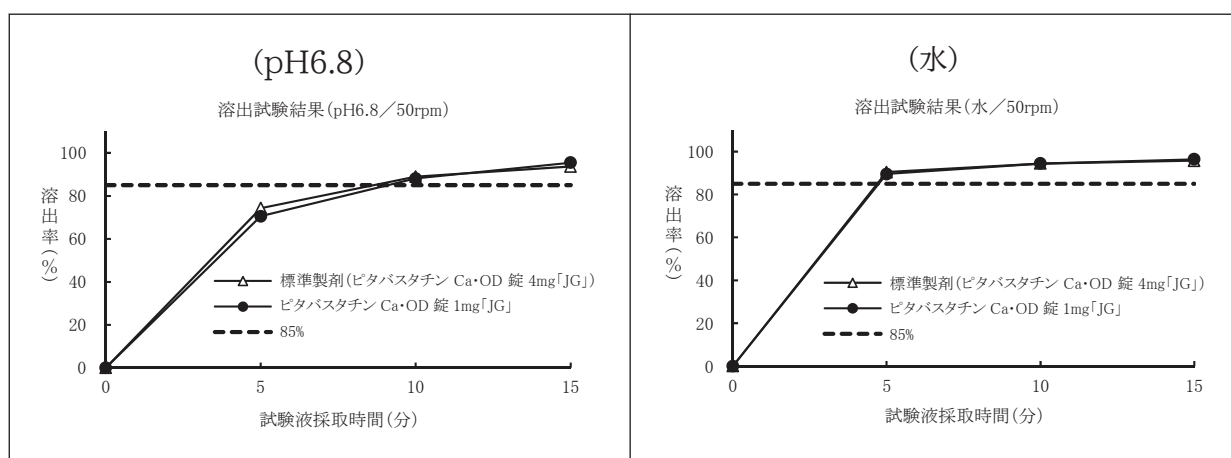 (pH6.8)
溶出試験結果(pH6.8／50rpm)
100
80
60
40
20
0
溶出率(%)
標準製剤(ピタバスタチン Ca･OD 錠 4mg｢JG｣)
ピタバスタチン Ca･OD 錠 1mg｢JG｣
85%
0 5 10 15
試験液採取時間(分)
(水)
溶出試験結果(水／50rpm)
100
80
60
40
20
0
溶出率(%)
標準製剤(ピタバスタチン Ca･OD 錠 4mg｢JG｣)
ピタバスタチン Ca･OD 錠 1mg｢JG｣
85%
0 5 10 15
試験液採取時間(分)